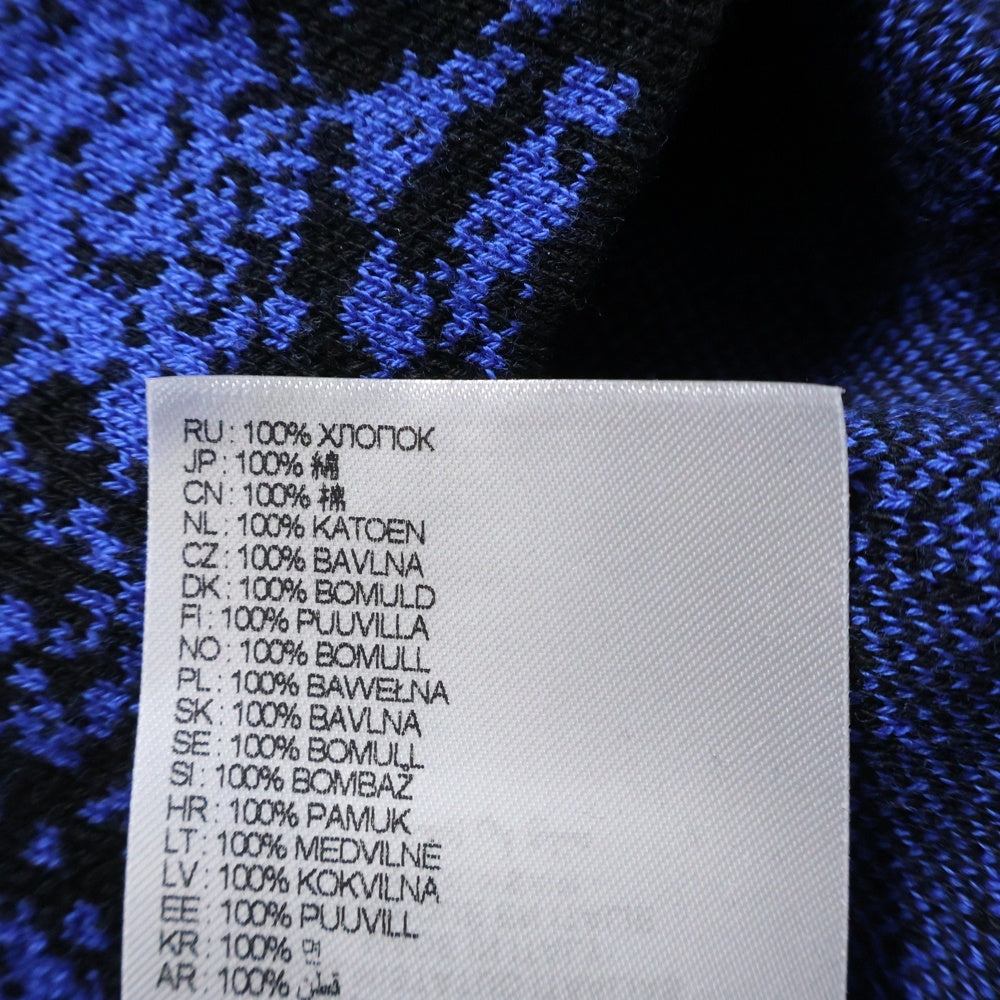 RU : 100% ХЛОПОК
JP : 100% 綿
CN : 100% 棉
NL : 100% KATOEN
CZ : 100% BAVLNA
DK : 100% BOMULD
FI : 100% PUUVILLA
NO : 100% BOMULL
PL : 100% BAWEŁNA
SK : 100% BAVLNA
SE : 100% BOMULL
SI : 100% BOMBAŽ
HR : 100% PAMUK
LT : 100% MEDVILNĖ
LV : 100% KOKVILNA
EE : 100% PUUVILL
KR : 100% 면
AR : 100% قطن